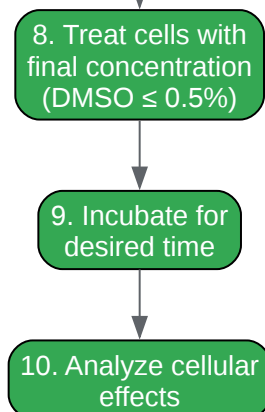 8. Treat cells with
final concentration
(DMSO ≤ 0.5%)
9. Incubate for
desired time
10. Analyze cellular
effects